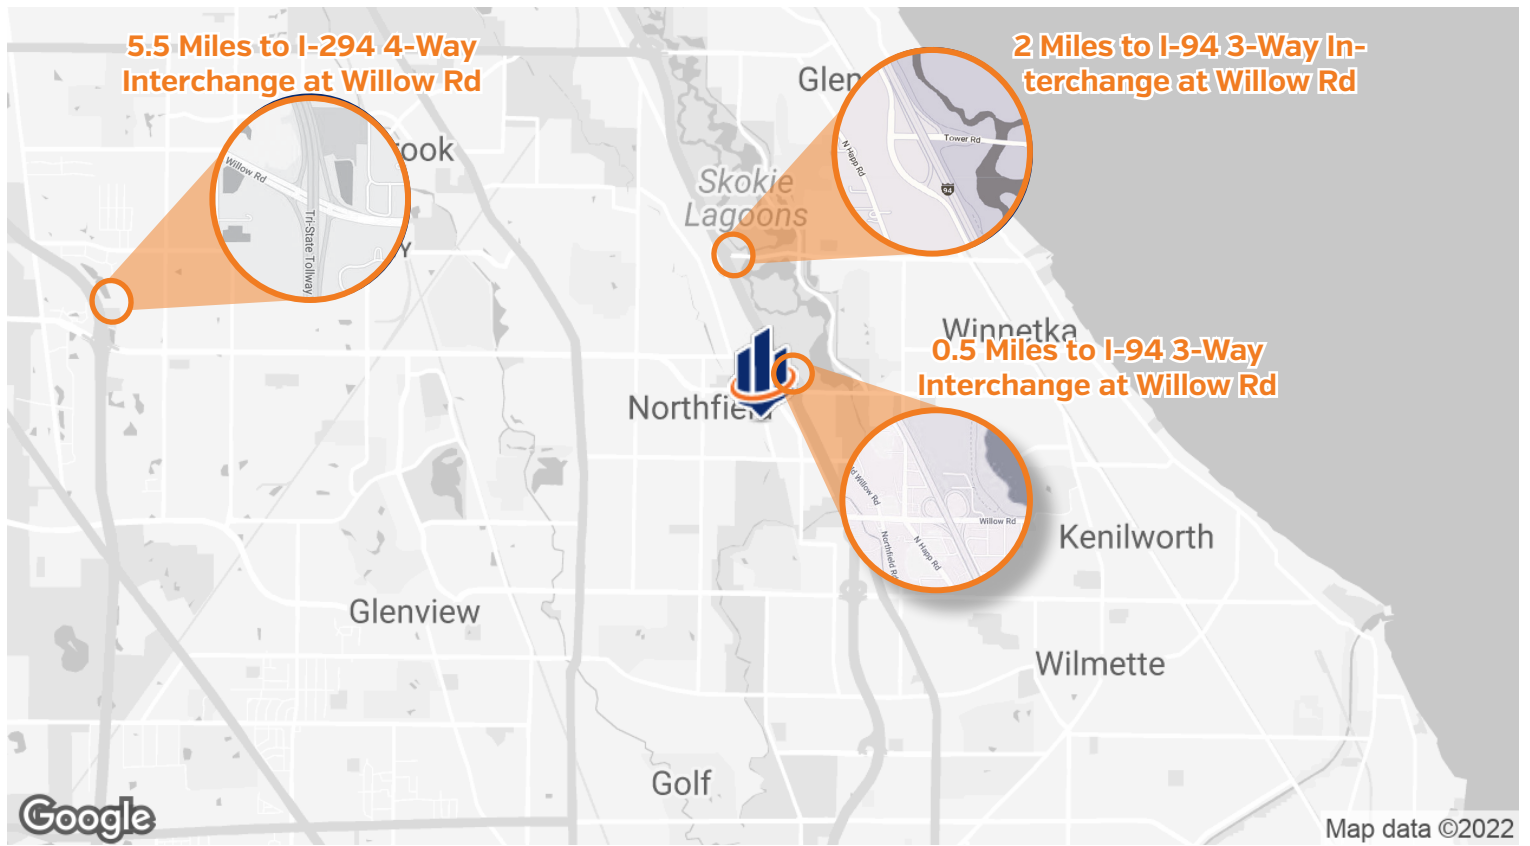 5.5 Miles to I-294 4-Way
Interchange at Willow Rd
2 Miles to I-94 3-Way In-
terchange at Willow Rd
Glen
Tower Rd
N Happ Rd
94
rook
Willow Rd
Tri-State Tollway
Y
Skokie
Lagoons
Winnetka
0.5 Miles to I-94 3-Way
Interchange at Willow Rd
Northfield
ld Willow Rd
Willow Rd
Northfield Rd
N Happ Rd
Kenilworth
Glenview
Wilmette
Golf
Google
Map data ©2022